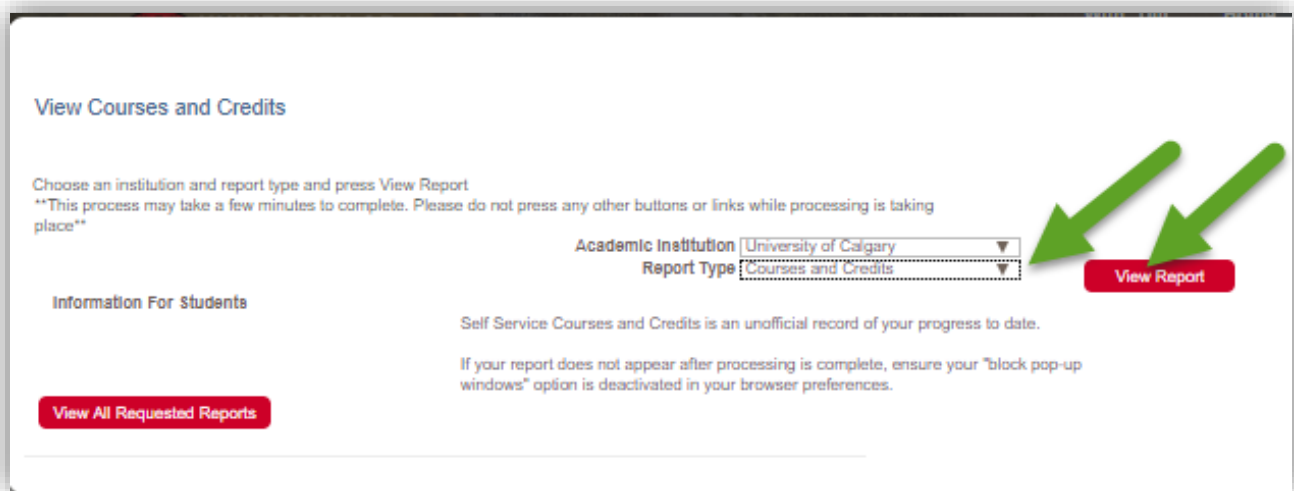 View Courses and Credits
Choose an institution and report type and press View Report
**This process may take a few minutes to complete. Please do not press any other buttons or links while processing is taking
place**
Academic Institution University of Calgary
Report Type Courses and Credits
View Report
Information For Students
Self Service Courses and Credits is an unofficial record of your progress to date.
If your report does not appear after processing is complete, ensure your "block pop-up
windows" option is deactivated in your browser preferences.
View All Requested Reports